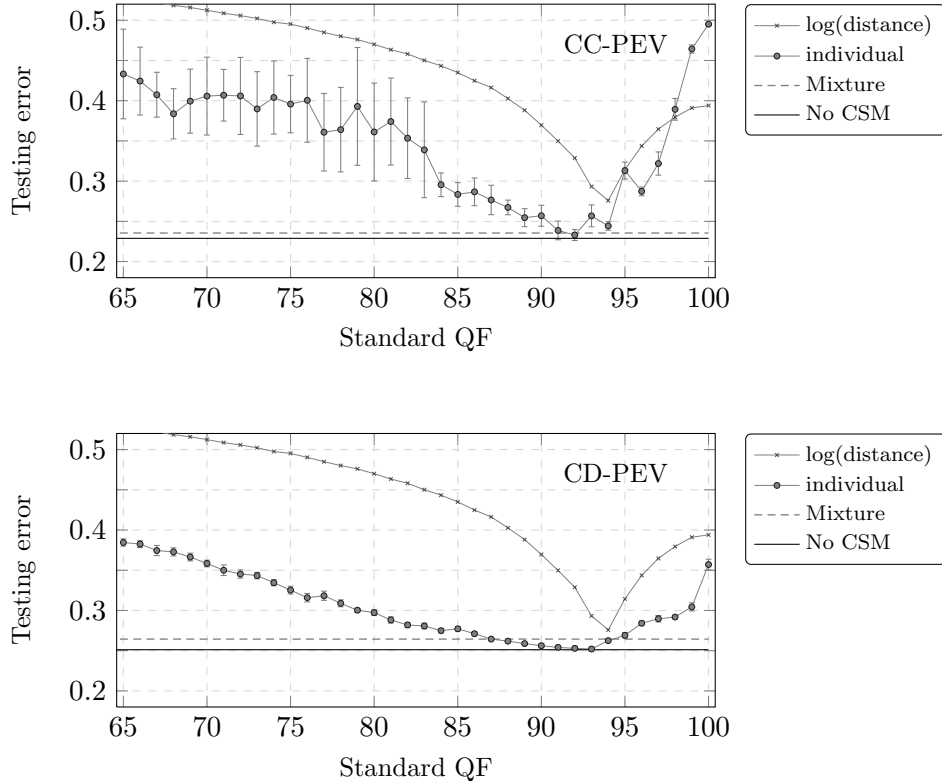 0.5
0.4
0.3
0.2
Testing error
CC-PEV
65 70 75 80 85 90 95 100
Standard QF
log(distance)
individual
Mixture
No CSM
0.5
0.4
0.3
0.2
Testing error
CD-PEV
65 70 75 80 85 90 95 100
Standard QF
log(distance)
individual
Mixture
No CSM